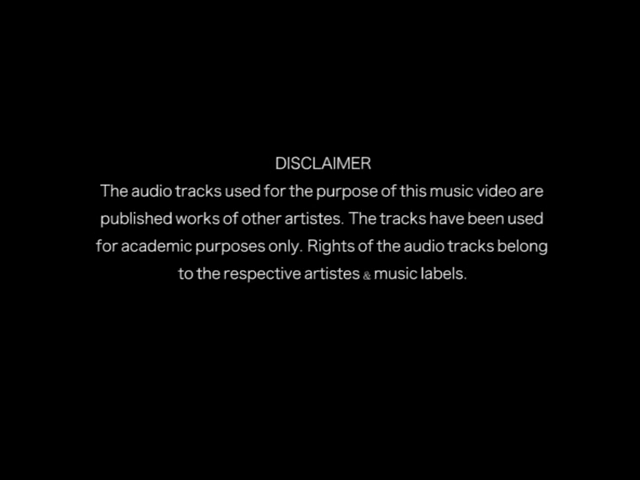 DISCLAIMER
The audio tracks used for the purpose of this music video are
published works of other artistes. The tracks have been used
for academic purposes only. Rights of the audio tracks belong
to the respective artistes & music labels.